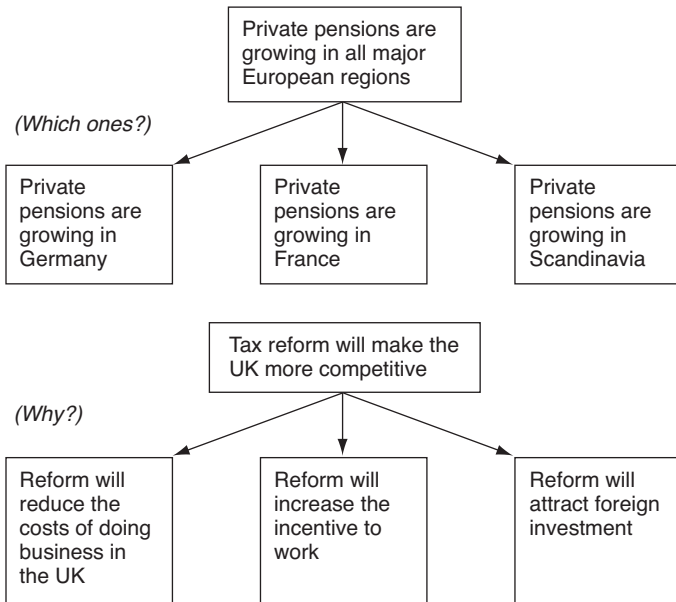 Private pensions are
growing in all major
European regions
(Which ones?)
Private
pensions are
growing in
Germany
Private
pensions are
growing in
France
Private
pensions are
growing in
Scandinavia
Tax reform will make the
UK more competitive
(Why?)
Reform will
reduce the
costs of doing
business in
the UK
Reform will
increase the
incentive to
work
Reform will
attract foreign
investment